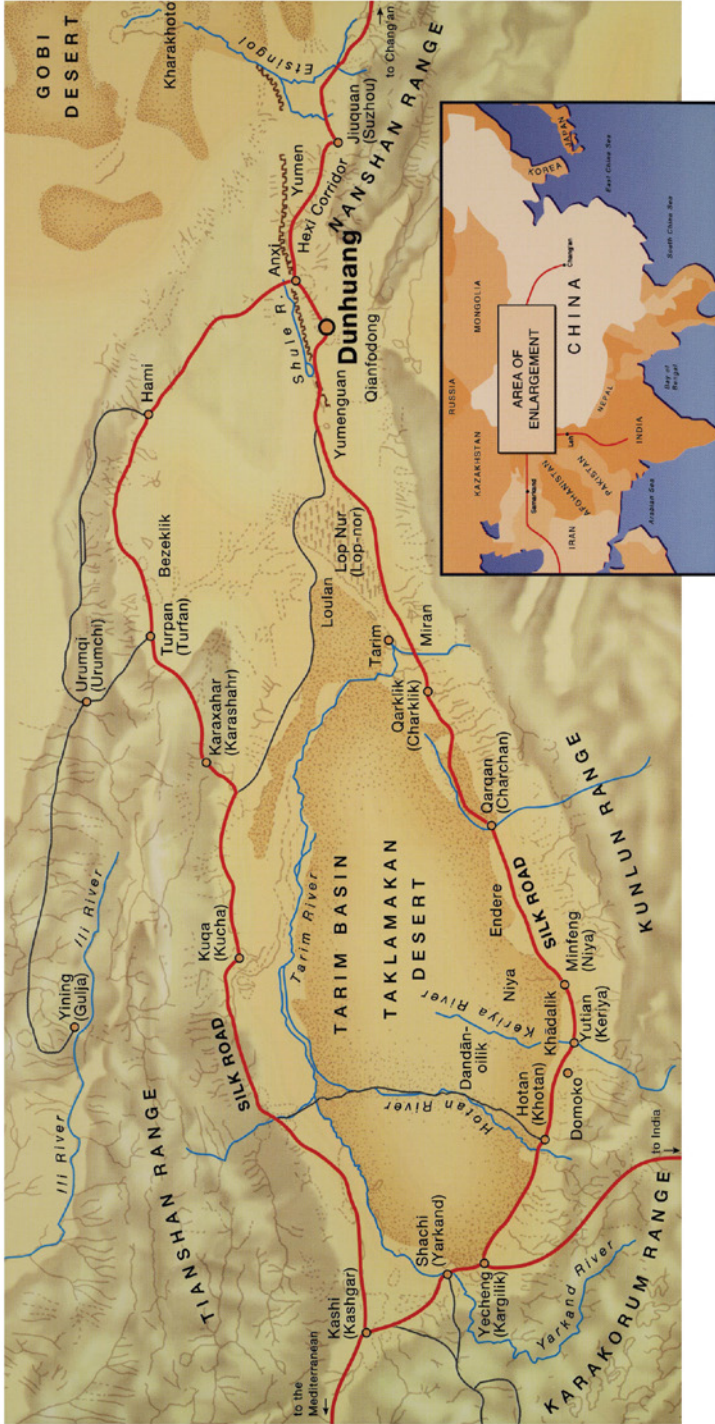 GOBI
DESERT
Kharakhoto
Etsingol
to Chang'an
Jiuquan
(Suzhou)
NANSHAN RANGE
Yumen
Hexi Corridor
Anxi
Shule R.
Dunhuang
Qianfodong
Yumenguan
Hami
Bezeklik
Turpan
(Turfan)
Urumqi
(Urumchi)
Karaxahar
(Karashahr)
Loulan
Lop Nur
(Lop-nor)
Tarim
Miran
Qarklik
(Charklik)
Qarqan
(Charchan)
Kuqa
(Kucha)
Yining
(Gulja)
Ili River
Ili River
TIANSHAN RANGE
SILK ROAD
Tarim River
TARIM BASIN
TAKLAMAKAN
DESERT
Endere
SILK ROAD
KUNLUN RANGE
Niya
Minfeng
(Niya)
Keriya River
Khādalik
Yutian
(Keriya)
Dandān-
oilik
Hotan River
Hotan
(Khotan)
Domoko
Shachi
(Yarkand)
Yecheng
(Kargilik)
Kashi
(Kashgar)
to the
Mediterranean
Yarkand River
KARAKORUM RANGE
to India
RUSSIA
MONGOLIA
KAZAKHSTAN
KOREA
JAPAN
AREA OF
ENLARGEMENT
CHINA
Chang'an
East China Sea
South China Sea
Samarkand
AFGHANISTAN
PAKISTAN
Leh
NEPAL
INDIA
IRAN
Bay of
Bengal
Arabian Sea